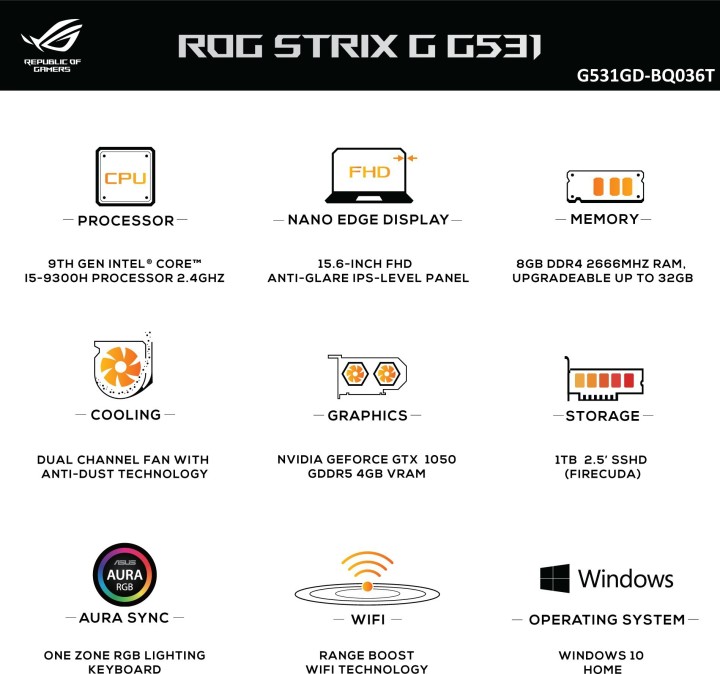 REPUBLIC OF
GAMERS
ROG STRIX G G531
G531GD-BQ036T
CPU
FHD
PROCESSOR
NANO EDGE DISPLAY
MEMORY
9TH GEN INTEL® CORE™
I5-9300H PROCESSOR 2.4GHZ
15.6-INCH FHD
ANTI-GLARE IPS-LEVEL PANEL
8GB DDR4 2666MHZ RAM,
UPGRADEABLE UP TO 32GB
COOLING
GRAPHICS
STORAGE
DUAL CHANNEL FAN WITH
ANTI-DUST TECHNOLOGY
NVIDIA GEFORCE GTX 1050
GDDR5 4GB VRAM
1TB 2.5' SSHD
(FIRECUDA)
ASUS
AURA
RGB
Windows
AURA SYNC
WIFI
OPERATING SYSTEM
ONE ZONE RGB LIGHTING
KEYBOARD
RANGE BOOST
WIFI TECHNOLOGY
WINDOWS 10
HOME